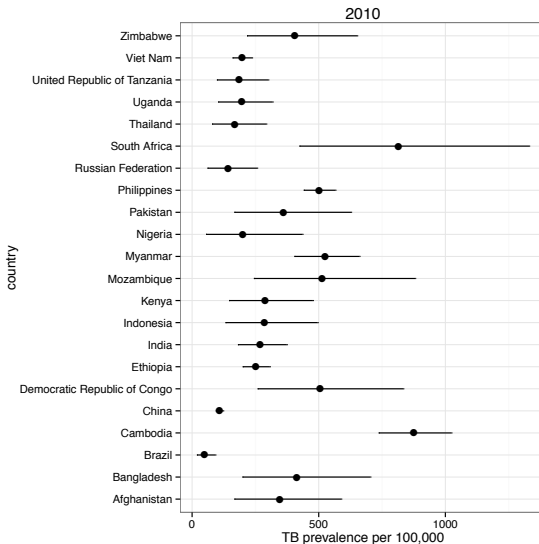 2010
Zimbabwe
Viet Nam
United Republic of Tanzania
Uganda
Thailand
South Africa
Russian Federation
Philippines
Pakistan
Nigeria
Myanmar
Mozambique
Kenya
Indonesia
India
Ethiopia
Democratic Republic of Congo
China
Cambodia
Brazil
Bangladesh
Afghanistan
country
0 500 1000
TB prevalence per 100,000